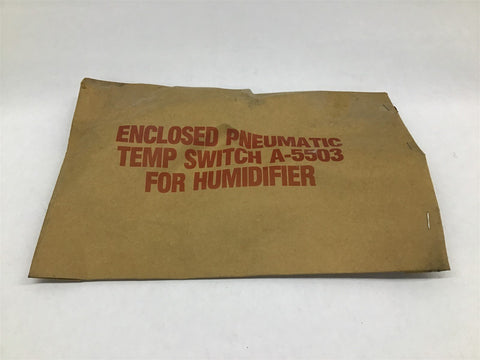 ENCLOSED PNEUMATIC
TEMP SWITCH A-5503
FOR HUMIDIFIER